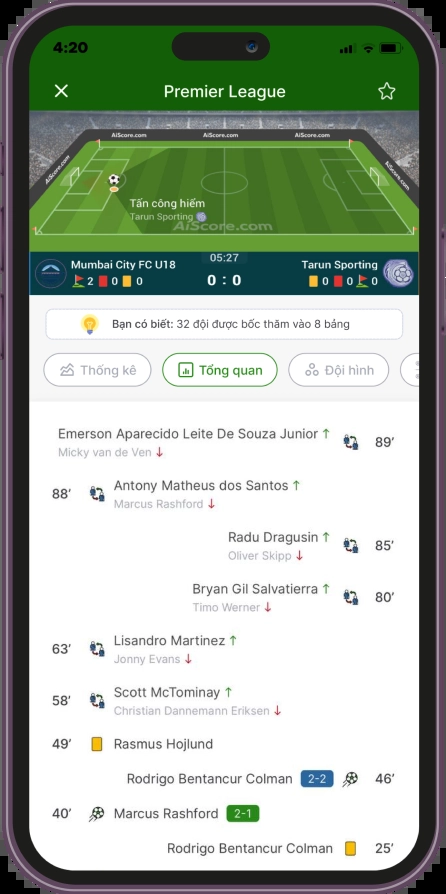 4:20
Premier League
AiScore.com
AiScore.com
AiScore.com
AiScore.com
AiScore.com
Tấn công hiểm
Tarun Sporting
AiScore.com
05:27
Mumbai City FC U18
Tarun Sporting
2 0 0
0 : 0
0 0 0
Bạn có biết: 32 đội được bốc thăm vào 8 bảng
Thống kê
Tổng quan
Đội hình
Emerson Aparecido Leite De Souza Junior ↑
89’
Micky van de Ven ↓
88’
Antony Matheus dos Santos ↑
Marcus Rashford ↓
Radu Dragusin ↑
85’
Oliver Skipp ↓
Bryan Gil Salvatierra ↑
80’
Timo Werner ↓
63’
Lisandro Martinez ↑
Jonny Evans ↓
58’
Scott McTominay ↑
Christian Dannemann Eriksen ↓
49’ Rasmus Hojlund
Rodrigo Bentancur Colman 2-2 46’
40’ Marcus Rashford 2-1
Rodrigo Bentancur Colman 25’